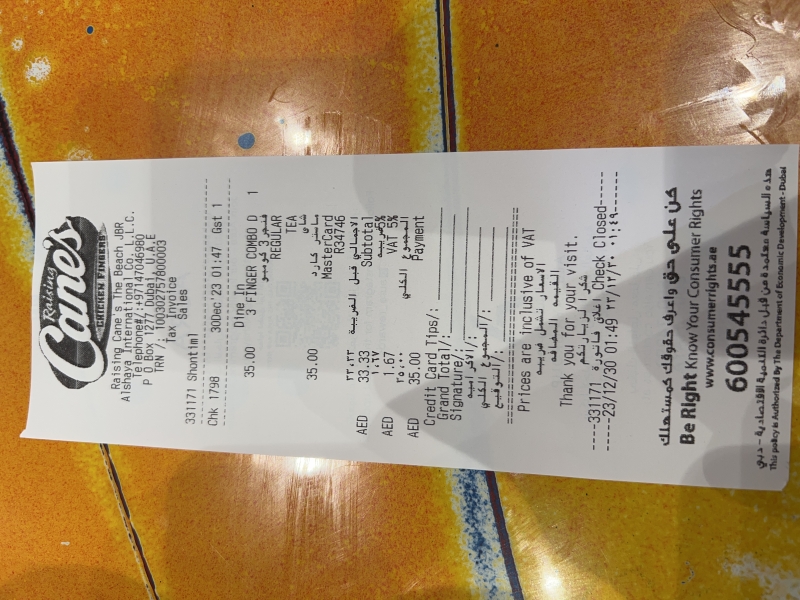 Raising
Cane's
CHICKEN FINGERS
Raising Cane's The Beach JBR
Alshaya International Co., L.L.C.
Telephone#/:+97147046980
P O Box 1277 Dubai U.A.E
TRN /: 100302757800003
Tax Invoice
Sales
331171 Shontiml
Chk 1798 30Dec'23 01:47 Gst 1
Dine In
35.00 3 FINGER COMBO D 1
فنجر 3 كومبو
REGULAR
TEA
شاي
35.00 MasterCard
ماستر كارد
R34746
٣٣,٣٣ الاجمالي قبل الضريبة
AED 33.33 Subtotal
١,٦٧ ضريبة٥%
AED 1.67 VAT 5%
٣٥,٠٠ المجموع الكلي
AED 35.00 Payment
Credit Card Tips/:
Grand Total/:
Signature/:
الاكراميه/:
المجموع الكلي/:
التوقيع/:
Prices are inclusive of VAT
الاسعار تشمل ضريبة
القيمه المضافه
Thank you for your visit.
شكرا لزيارتكم
----331171 اغلاق فاتورة Check Closed----
-----23/12/30 01:49 ٢٣/١٢/٣٠ ٠١:٤٩-----
كن على حق واعرف حقوقك كمستهلك
Be Right Know Your Consumer Rights
www.consumerrights.ae
600545555
هذه السياسة معتمدة من قبل دائرة التنمية الاقتصادية - دبي
This policy is Authorized By The Department of Economic Development - Dubai